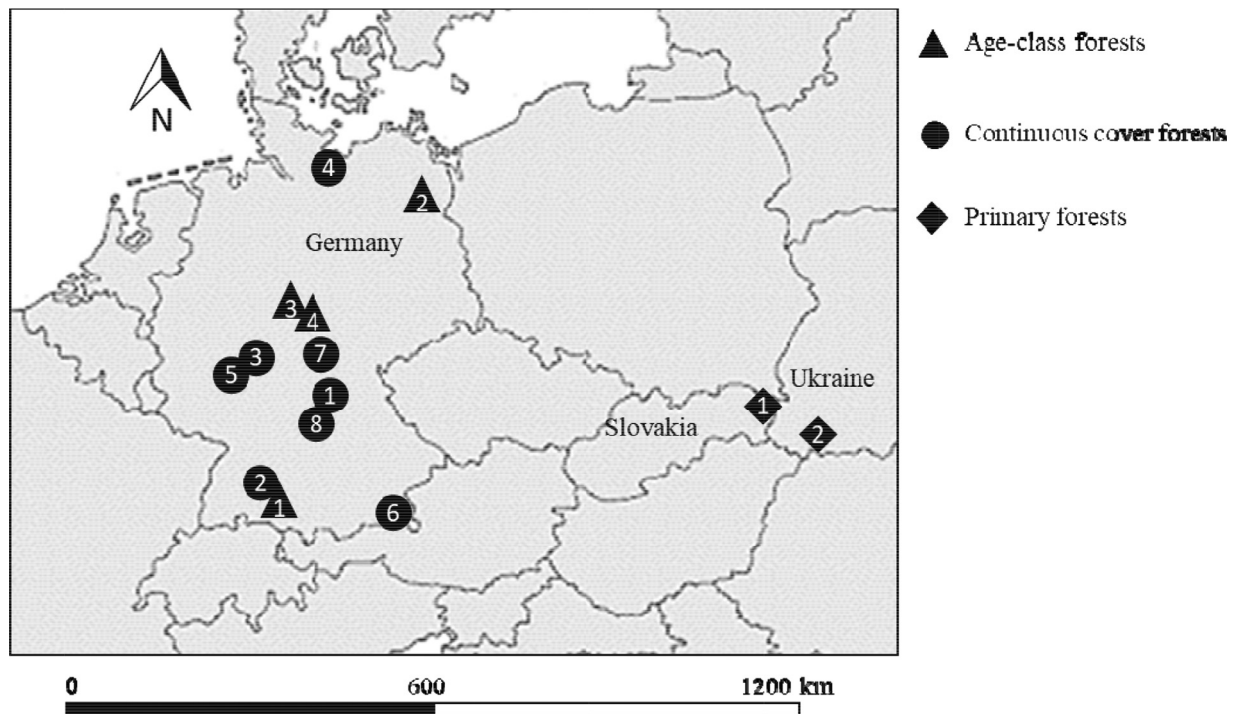 Age-class forests
N
Continuous cover forests
4
2
Germany
Primary forests
3
4
3
7
5
1
8
Ukraine
1
Slovakia
2
2
1
6
0 600 1200 km